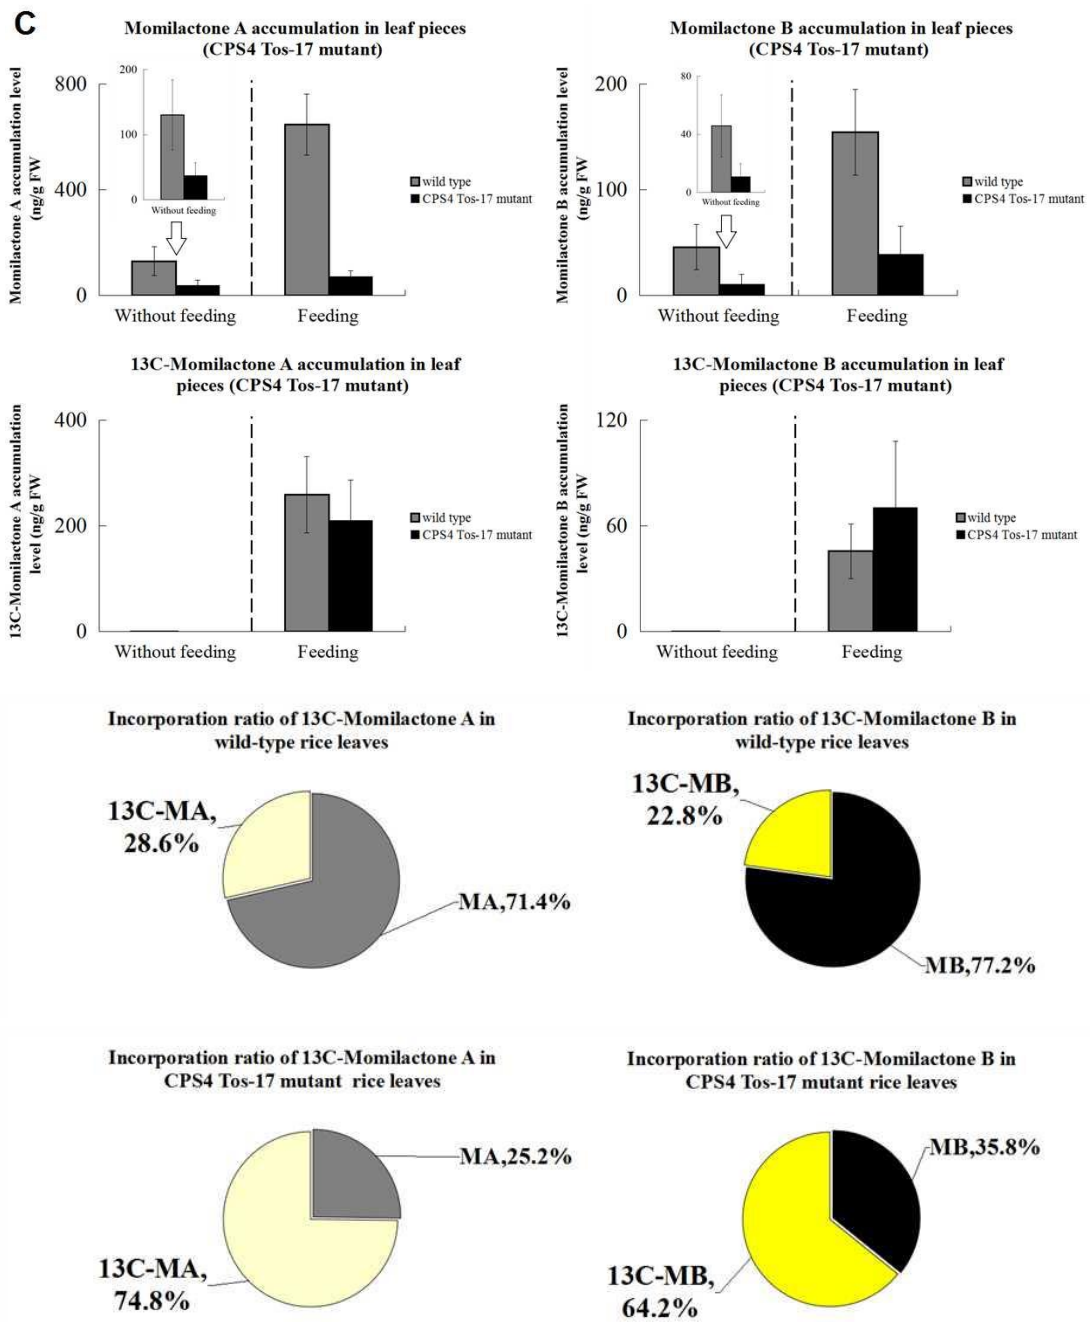 C
Momilactone A accumulation in leaf pieces
(CPS4 Tos-17 mutant)
Momilactone A accumulation level
(ng/g FW)
800
400
0
200
100
0
Without feeding
Without feeding
Feeding
wild type
CPS4 Tos-17 mutant
Momilactone B accumulation in leaf pieces
(CPS4 Tos-17 mutant)
Momilactone B accumulation level
(ng/g FW)
200
100
0
80
40
0
Without feeding
Without feeding
Feeding
wild type
CPS4 Tos-17 mutant
13C-Momilactone A accumulation in leaf
pieces (CPS4 Tos-17 mutant)
13C-Momilactone A accumulation
level (ng/g FW)
400
200
0
Without feeding
Feeding
wild type
CPS4 Tos-17 mutant
13C-Momilactone B accumulation in leaf
pieces (CPS4 Tos-17 mutant)
13C-Momilactone B accumulation
level (ng/g FW)
120
60
0
Without feeding
Feeding
wild type
CPS4 Tos-17 mutant
Incorporation ratio of 13C-Momilactone A in
wild-type rice leaves
13C-MA,
28.6%
MA,71.4%
Incorporation ratio of 13C-Momilactone B in
wild-type rice leaves
13C-MB,
22.8%
MB,77.2%
Incorporation ratio of 13C-Momilactone A in
CPS4 Tos-17 mutant rice leaves
MA,25.2%
13C-MA,
74.8%
Incorporation ratio of 13C-Momilactone B in
CPS4 Tos-17 mutant rice leaves
MB,35.8%
13C-MB,
64.2%